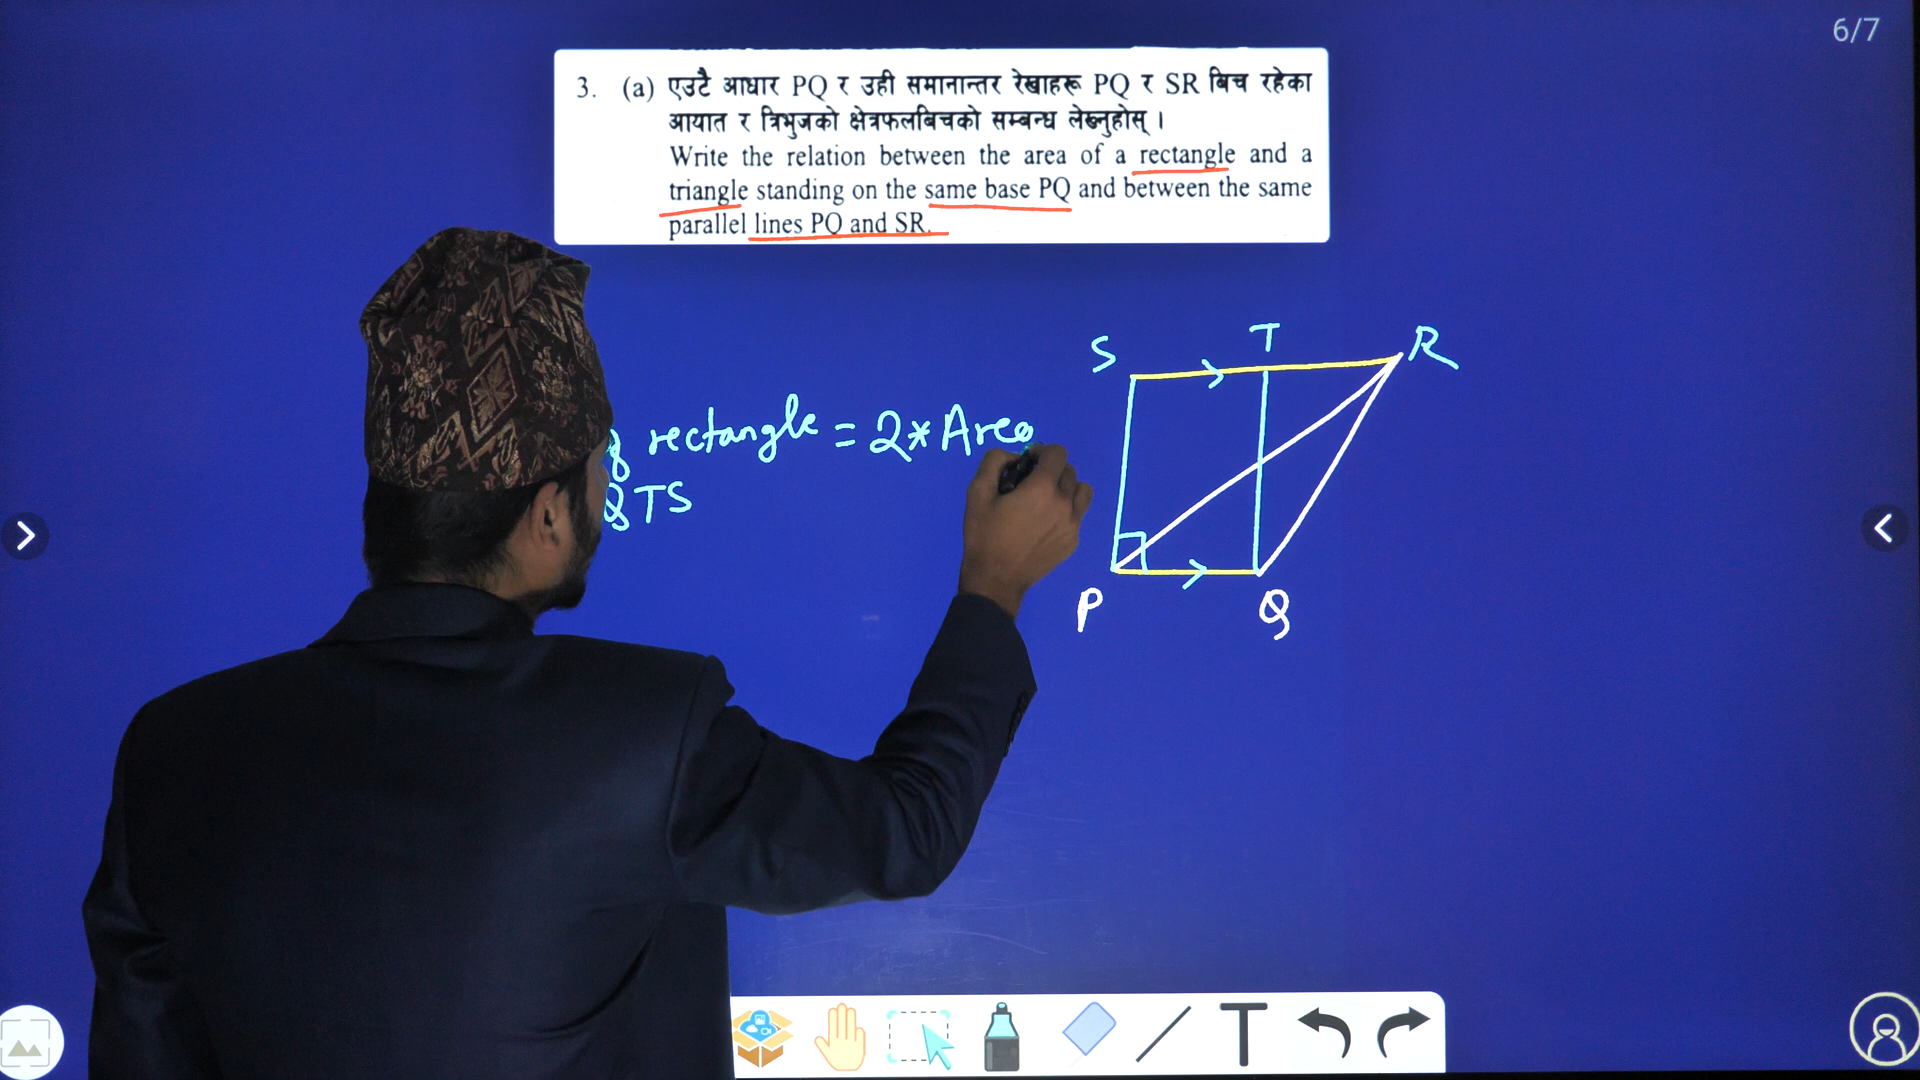 6/7
3. (a) एउटै आधार PQ र उही समानान्तर रेखाहरू PQ र SR बिच रहेका
आयात र त्रिभुजको क्षेत्रफलबिचको सम्बन्ध लेख्नुहोस् ।
Write the relation between the area of a rectangle and a
triangle standing on the same base PQ and between the same
parallel lines PQ and SR.
S T R
rectangle = 2* Area
QTS
P Q
T